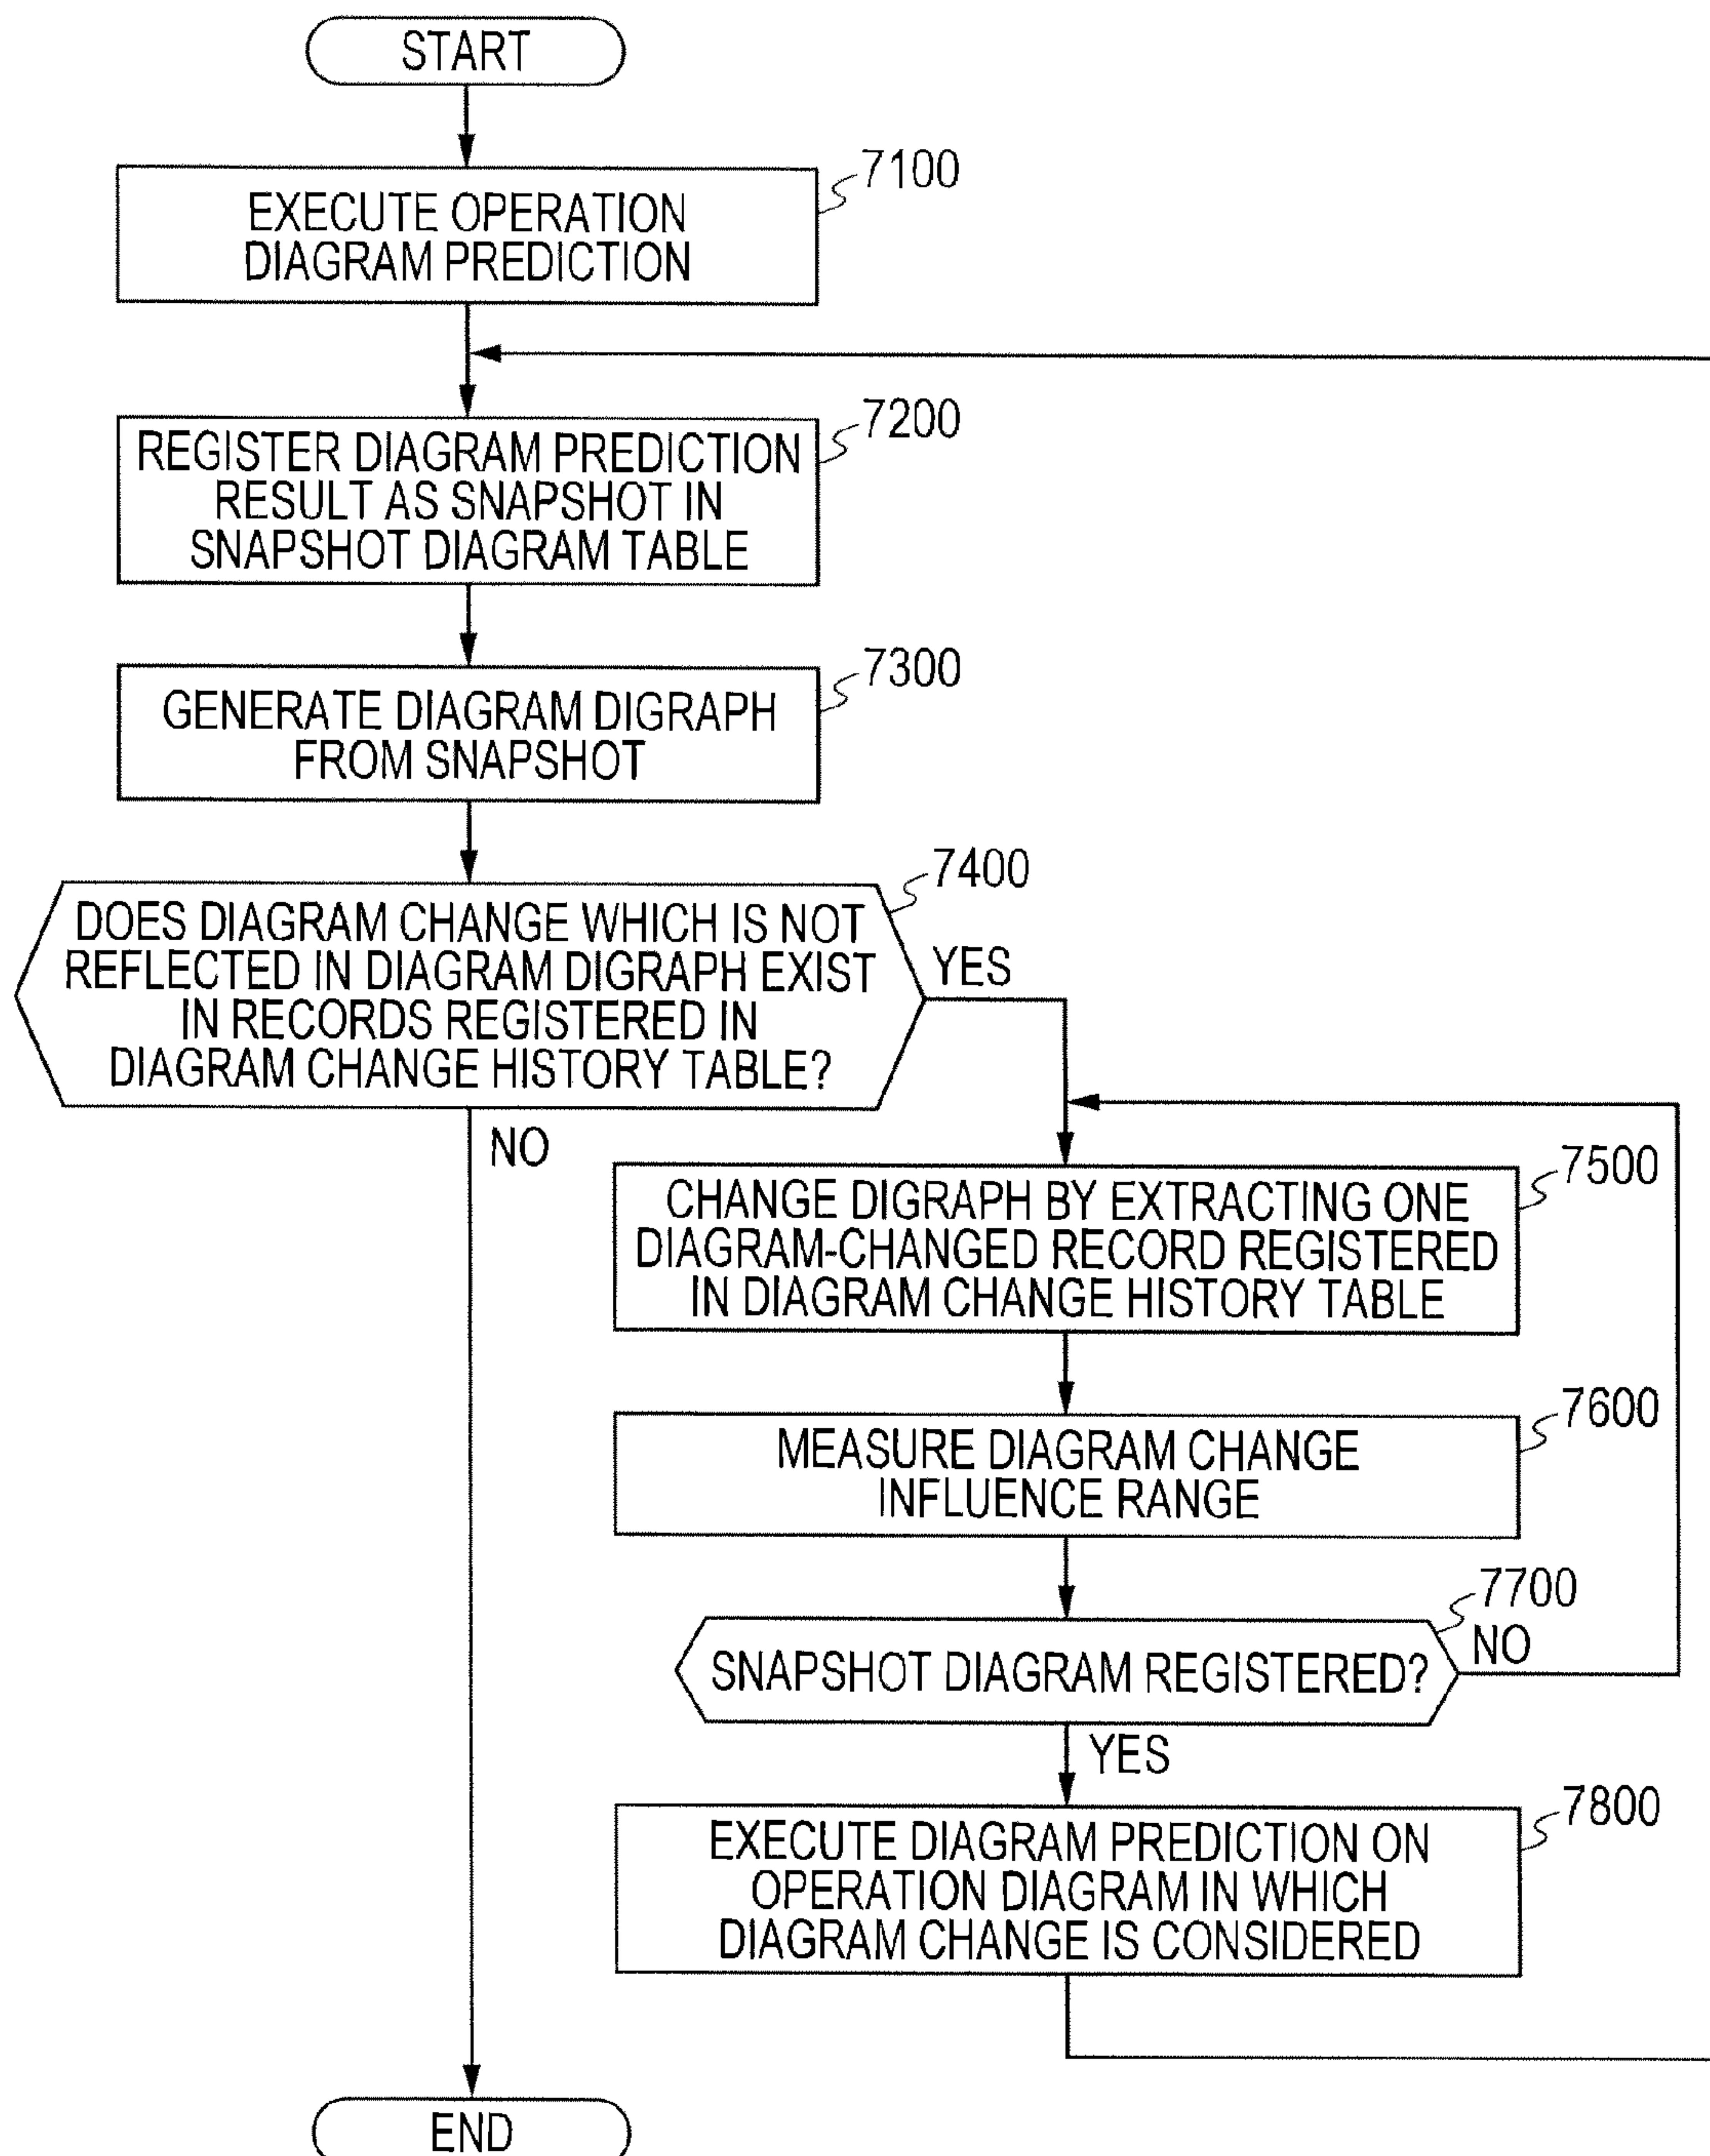 START
7100
EXECUTE OPERATION
DIAGRAM PREDICTION
7200
REGISTER DIAGRAM PREDICTION
RESULT AS SNAPSHOT IN
SNAPSHOT DIAGRAM TABLE
7300
GENERATE DIAGRAM DIGRAPH
FROM SNAPSHOT
7400
DOES DIAGRAM CHANGE WHICH IS NOT
REFLECTED IN DIAGRAM DIGRAPH EXIST
IN RECORDS REGISTERED IN
DIAGRAM CHANGE HISTORY TABLE?
YES
NO
7500
CHANGE DIGRAPH BY EXTRACTING ONE
DIAGRAM-CHANGED RECORD REGISTERED
IN DIAGRAM CHANGE HISTORY TABLE
7600
MEASURE DIAGRAM CHANGE
INFLUENCE RANGE
7700
SNAPSHOT DIAGRAM REGISTERED?
NO
YES
7800
EXECUTE DIAGRAM PREDICTION ON
OPERATION DIAGRAM IN WHICH
DIAGRAM CHANGE IS CONSIDERED
END